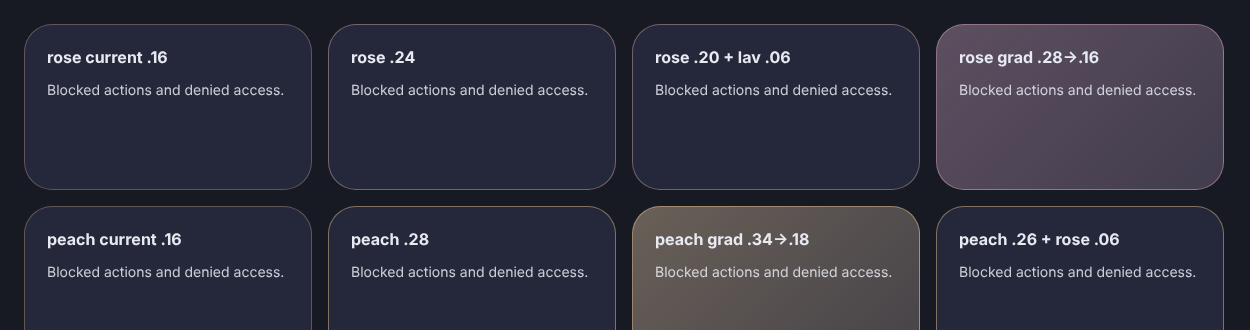 rose current .16
Blocked actions and denied access.
rose .24
Blocked actions and denied access.
rose .20 + lav .06
Blocked actions and denied access.
rose grad .28→.16
Blocked actions and denied access.
peach current .16
Blocked actions and denied access.
peach .28
Blocked actions and denied access.
peach grad .34→.18
Blocked actions and denied access.
peach .26 + rose .06
Blocked actions and denied access.